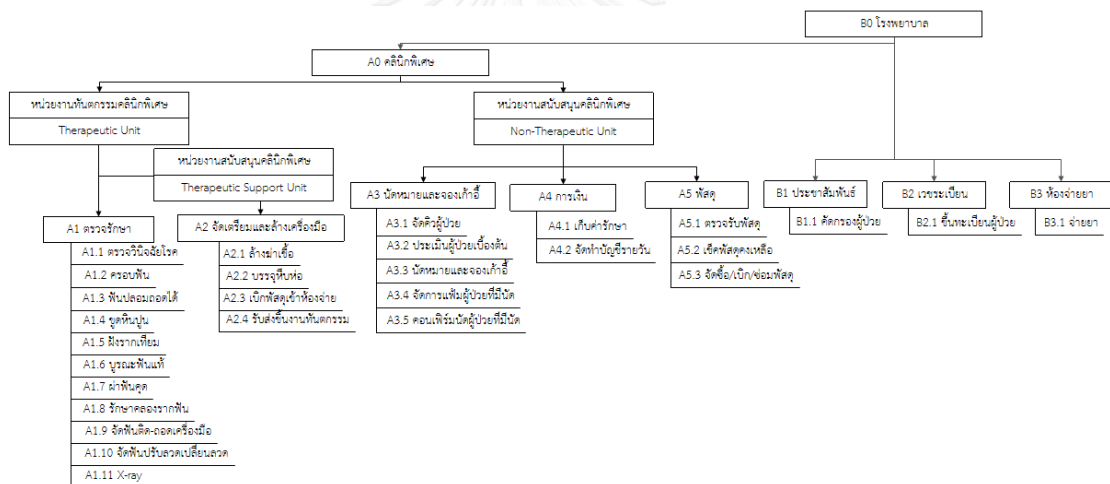 B0 โรงพยาบาล
A0 คลินิกพิเศษ
หน่วยงานทันตกรรมคลินิกพิเศษ
Therapeutic Unit
หน่วยงานสนับสนุนคลินิกพิเศษ
Non-Therapeutic Unit
หน่วยงานสนับสนุนคลินิกพิเศษ
Therapeutic Support Unit
A1 ตรวจรักษา
A1.1 ตรวจวินิจฉัยโรค
A1.2 ครอบฟัน
A1.3 ฟันปลอมถอดได้
A1.4 ขูดหินปูน
A1.5 ฝังรากเทียม
A1.6 บูรณะฟันแท้
A1.7 ผ่าฟันคุด
A1.8 รักษาคลองรากฟัน
A1.9 จัดฟันติด-ถอดเครื่องมือ
A1.10 จัดฟันปรับลวดเปลี่ยนลวด
A1.11 X-ray
A2 จัดเตรียมและล้างเครื่องมือ
A2.1 ล้างฆ่าเชื้อ
A2.2 บรรจุหีบห่อ
A2.3 เบิกพัสดุเข้าห้องจ่าย
A2.4 รับส่งชิ้นงานทันตกรรม
A3 นัดหมายและจองเก้าอี้
A3.1 จัดคิวผู้ป่วย
A3.2 ประเมินผู้ป่วยเบื้องต้น
A3.3 นัดหมายและจองเก้าอี้
A3.4 จัดการแฟ้มผู้ป่วยที่มีนัด
A3.5 คอนเฟิร์มนัดผู้ป่วยที่มีนัด
A4 การเงิน
A4.1 เก็บค่ารักษา
A4.2 จัดทำบัญชีรายวัน
A5 พัสดุ
A5.1 ตรวจรับพัสดุ
A5.2 เช็คพัสดุคงเหลือ
A5.3 จัดซื้อ/เบิก/ซ่อมพัสดุ
B1 ประชาสัมพันธ์
B1.1 คัดกรองผู้ป่วย
B2 เวชระเบียน
B2.1 ขึ้นทะเบียนผู้ป่วย
B3 ห้องจ่ายยา
B3.1 จ่ายยา